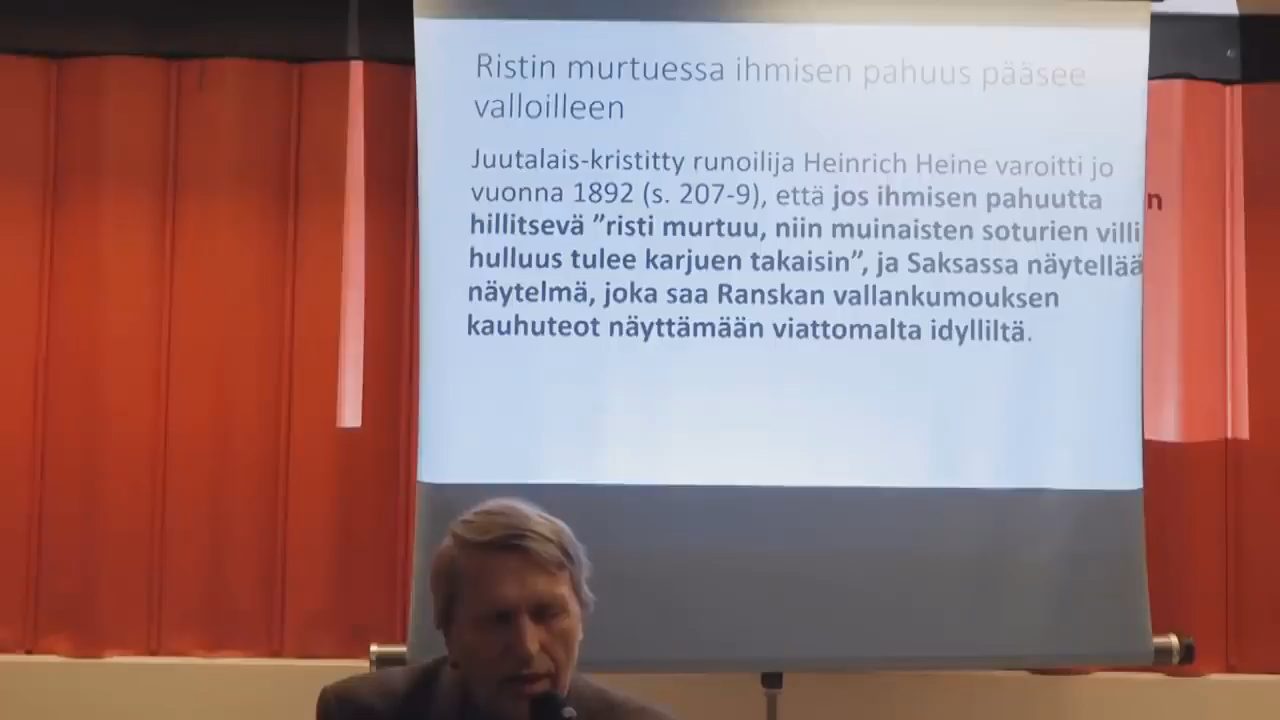 Ristin murtuessa ihmisen pahuus pääsee
valloilleen
Juutalais-kristitty runoilija Heinrich Heine varoitti jo
vuonna 1892 (s. 207-9), että jos ihmisen pahuutta
hillitsevä ”risti murtuu, niin muinaisten soturien villi
hulluus tulee karjuen takaisin”, ja Saksassa näytellää
näytelmä, joka saa Ranskan vallankumouksen
kauhuteot näyttämään viattomalta idylliltä.
n